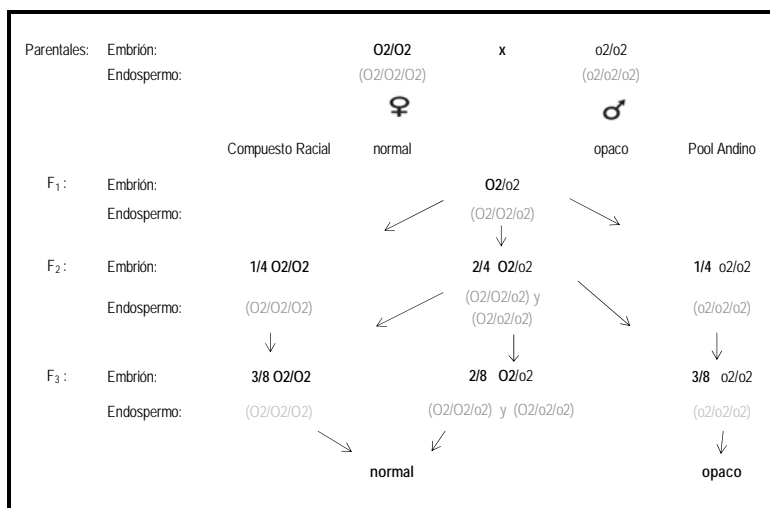 Parentales: Embrión: O2/O2 x o2/o2
Endospermo: (O2/O2/O2) (o2/o2/o2)
♀ ♂
Compuesto Racial normal opaco Pool Andino
F1 : Embrión: O2/o2
Endospermo: (O2/O2/o2)
F2 : Embrión: 1/4 O2/O2 2/4 O2/o2 1/4 o2/o2
Endospermo: (O2/O2/O2) (O2/O2/o2) y (o2/o2/o2)
(O2/o2/o2)
F3 : Embrión: 3/8 O2/O2 2/8 O2/o2 3/8 o2/o2
Endospermo: (O2/O2/O2) (O2/O2/o2) y (O2/o2/o2) (o2/o2/o2)
normal opaco